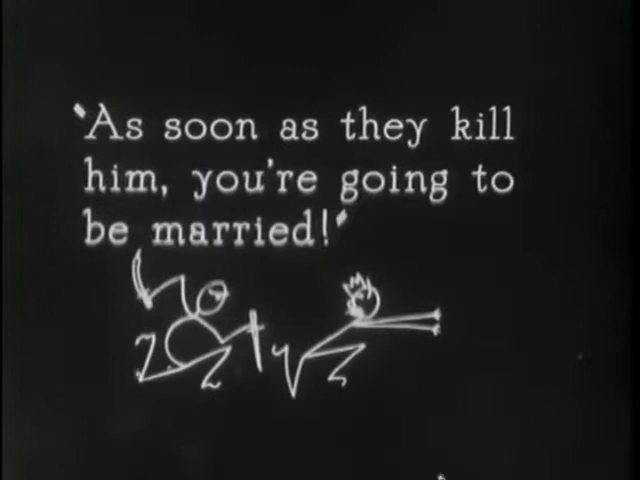 'As soon as they kill
him, you're going to
be married!'